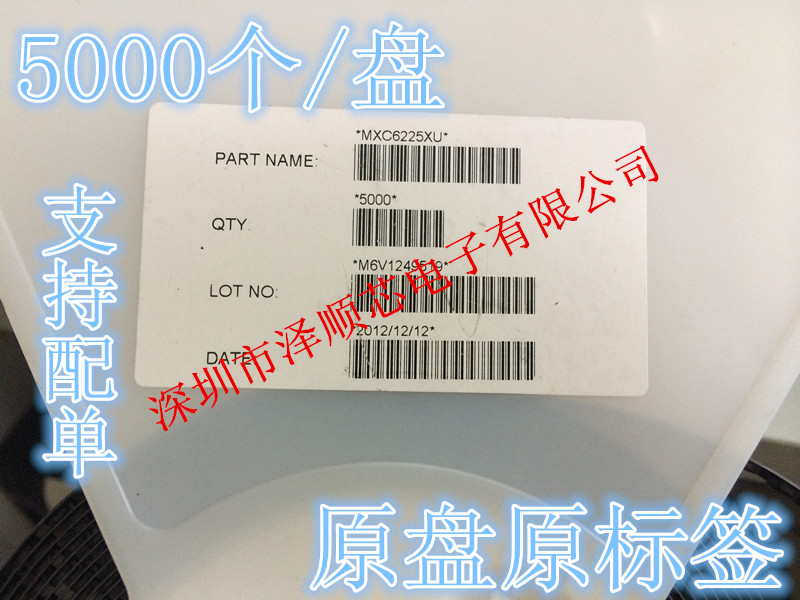 5000个/盘
*MXC6225XU*
PART NAME:
*5000*
QTY
LOT NO:
*2012/12/12*
DATE
深圳市泽顺芯电子有限公司
支持配单
原盘原标签